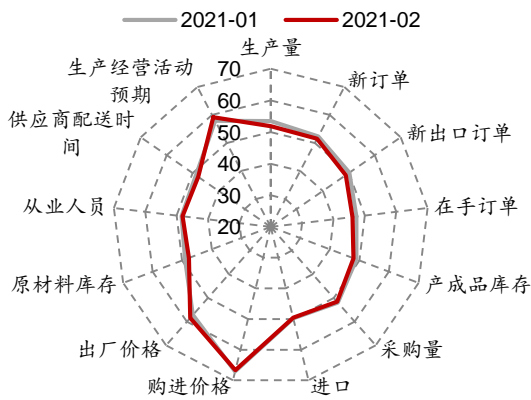 2021-01 2021-02
生产量
70
60
50
40
30
20
新订单
新出口订单
在手订单
产成品库存
采购量
进口
购进价格
出厂价格
原材料库存
从业人员
供应商配送时
间
生产经营活动
预期